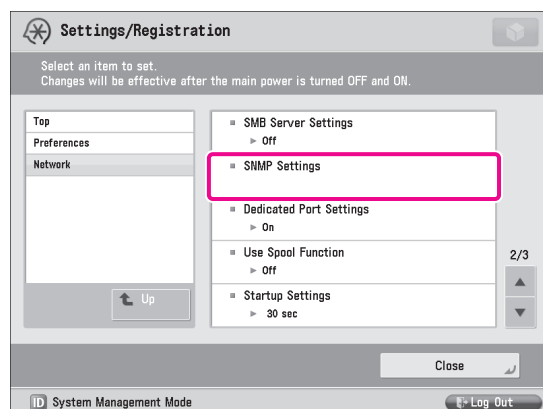 Settings/Registration
Select an item to set.
Changes will be effective after the main power is turned OFF and ON.
Top
Preferences
Network
Up
SMB Server Settings
Off
SNMP Settings
Dedicated Port Settings
On
Use Spool Function
Off
Startup Settings
30 sec
2/3
Close
ID System Management Mode
Log Out